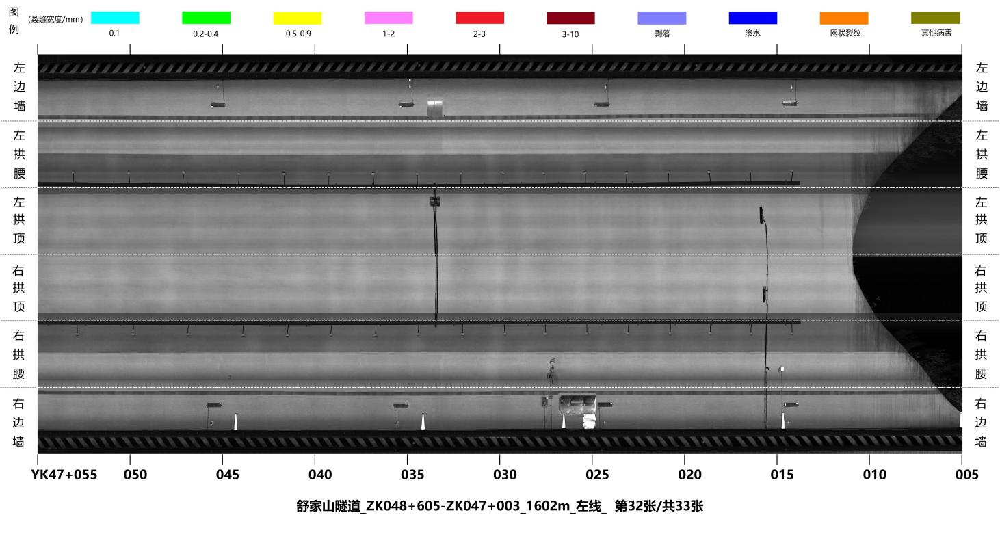 图例
(裂缝宽度/mm)
0.1
0.2-0.4
0.5-0.9
1-2
2-3
3-10
剥落
渗水
网状裂纹
其他病害
左边墙
左边墙
左拱腰
左拱腰
左拱顶
左拱顶
右拱顶
右拱顶
右拱腰
右拱腰
右边墙
右边墙
YK47+055 050 045 040 035 030 025 020 015 010 005
舒家山隧道_ZK048+605-ZK047+003_1602m_左线_ 第32张/共33张